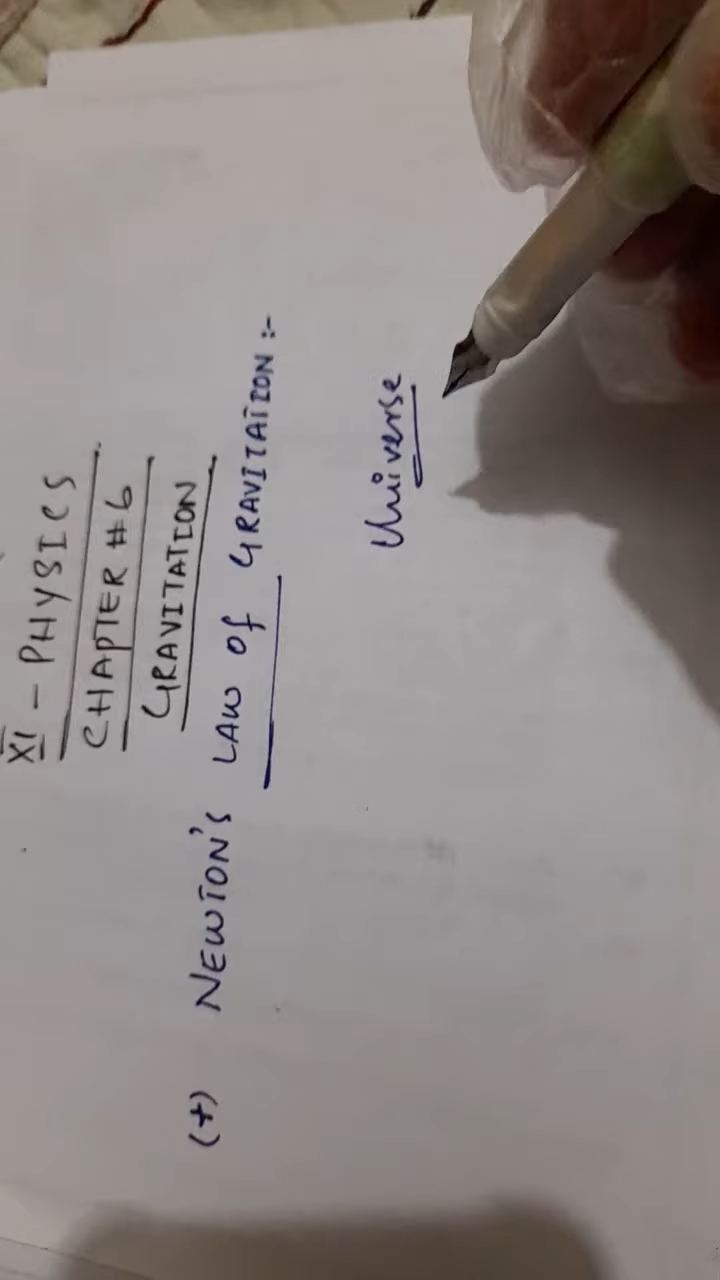 XI - PHYSICS
CHAPTER # 6
GRAVITATION
(+) NEWTON'S LAW OF GRAVITATION :-
Universe